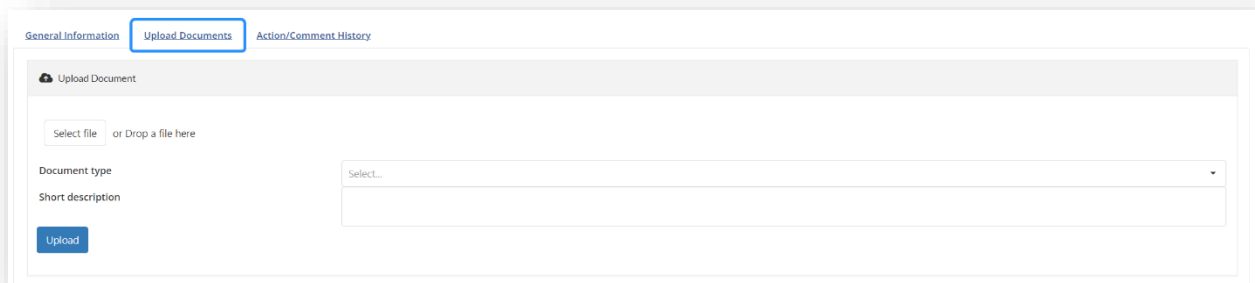 General Information Upload Documents Action/Comment History
Upload Document
Select file or Drop a file here
Document type Select...
Short description
Upload